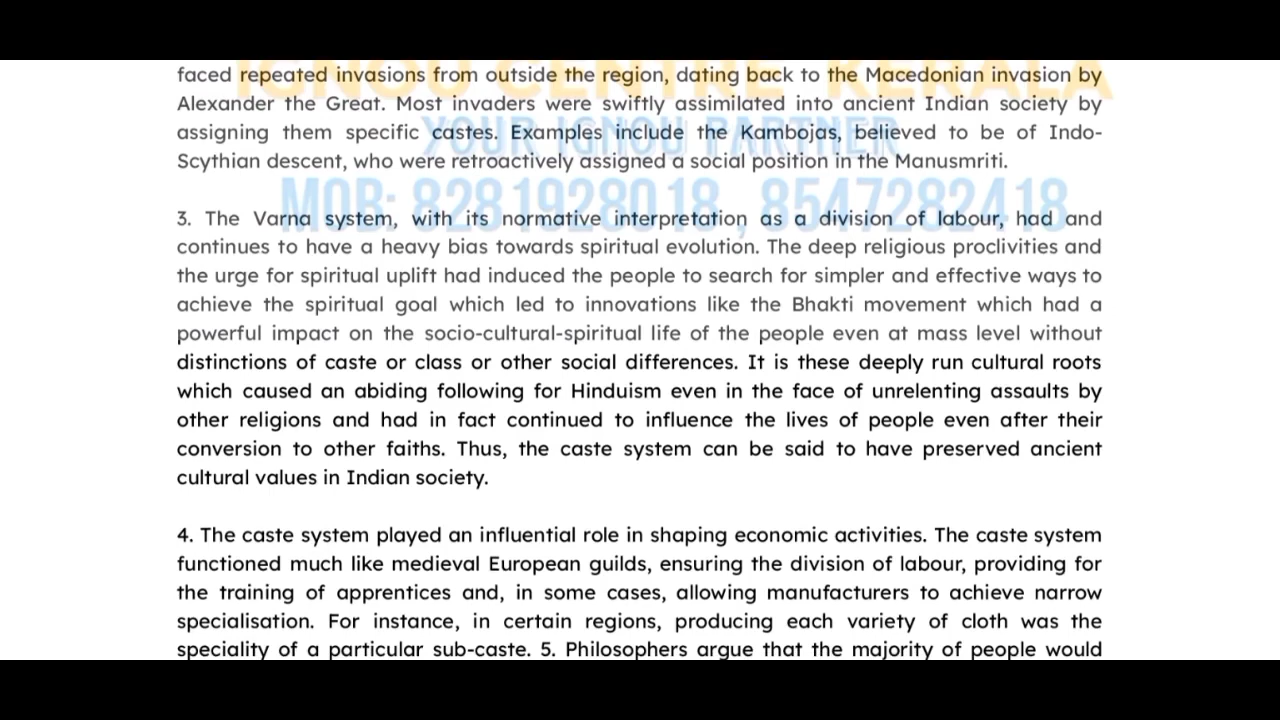 IGNOU CENTRE KERALA
faced repeated invasions from outside the region, dating back to the Macedonian invasion by
Alexander the Great. Most invaders were swiftly assimilated into ancient Indian society by
YOUR IGNOU PARTNER
assigning them specific castes. Examples include the Kambojas, believed to be of Indo-
Scythian descent, who were retroactively assigned a social position in the Manusmriti.
MOB: 8281928018, 8547282418
3. The Varna system, with its normative interpretation as a division of labour, had and
continues to have a heavy bias towards spiritual evolution. The deep religious proclivities and
the urge for spiritual uplift had induced the people to search for simpler and effective ways to
achieve the spiritual goal which led to innovations like the Bhakti movement which had a
powerful impact on the socio-cultural-spiritual life of the people even at mass level without
distinctions of caste or class or other social differences. It is these deeply run cultural roots
which caused an abiding following for Hinduism even in the face of unrelenting assaults by
other religions and had in fact continued to influence the lives of people even after their
conversion to other faiths. Thus, the caste system can be said to have preserved ancient
cultural values in Indian society.
4. The caste system played an influential role in shaping economic activities. The caste system
functioned much like medieval European guilds, ensuring the division of labour, providing for
the training of apprentices and, in some cases, allowing manufacturers to achieve narrow
specialisation. For instance, in certain regions, producing each variety of cloth was the
speciality of a particular sub-caste. 5. Philosophers argue that the majority of people would